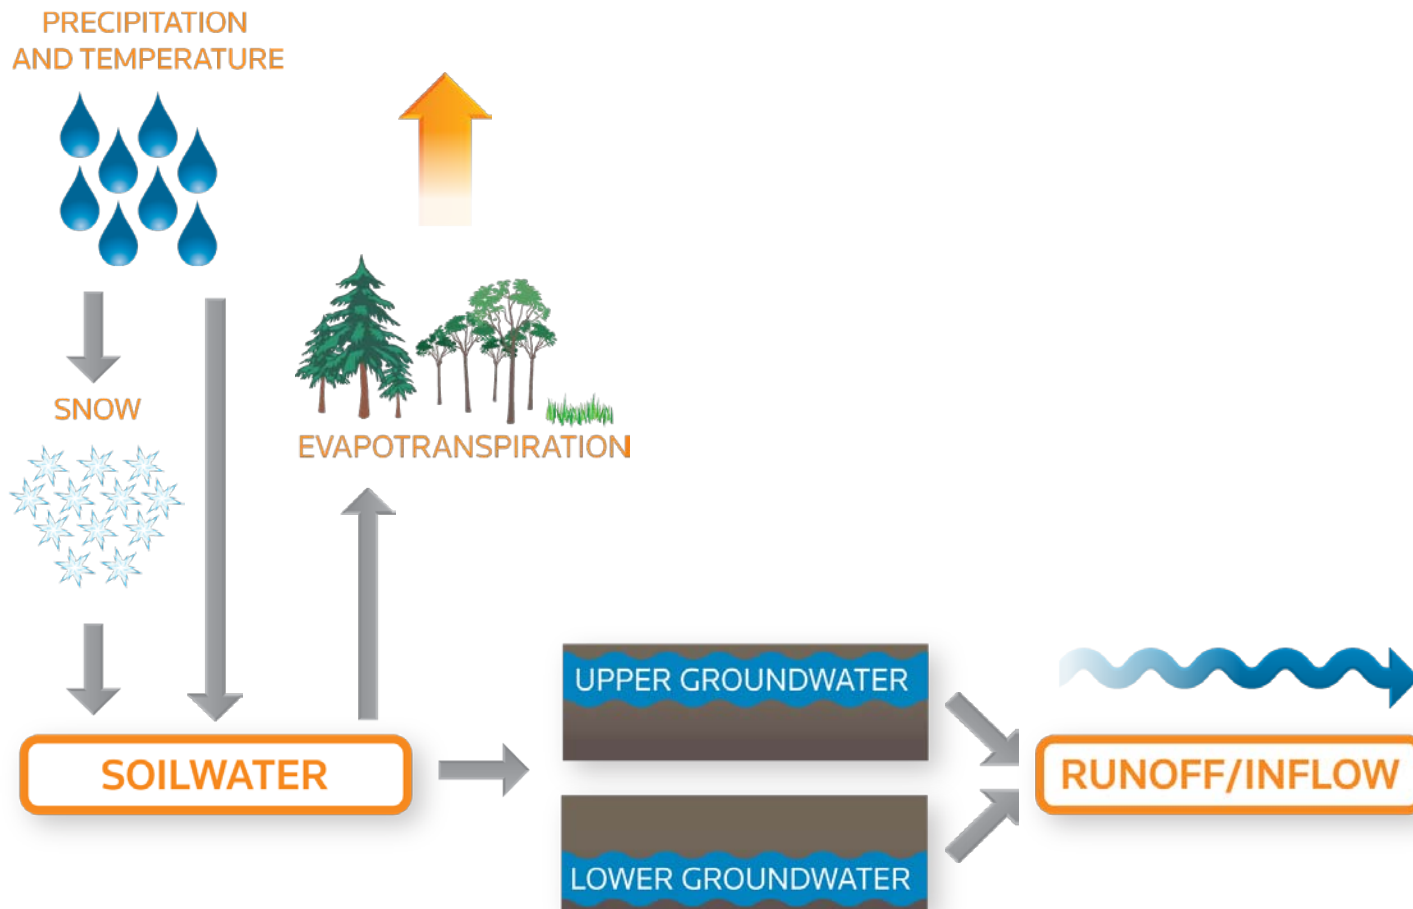 PRECIPITATION
AND TEMPERATURE
SNOW
EVAPOTRANSPIRATION
SOILWATER
UPPER GROUNDWATER
LOWER GROUNDWATER
RUNOFF/INFLOW